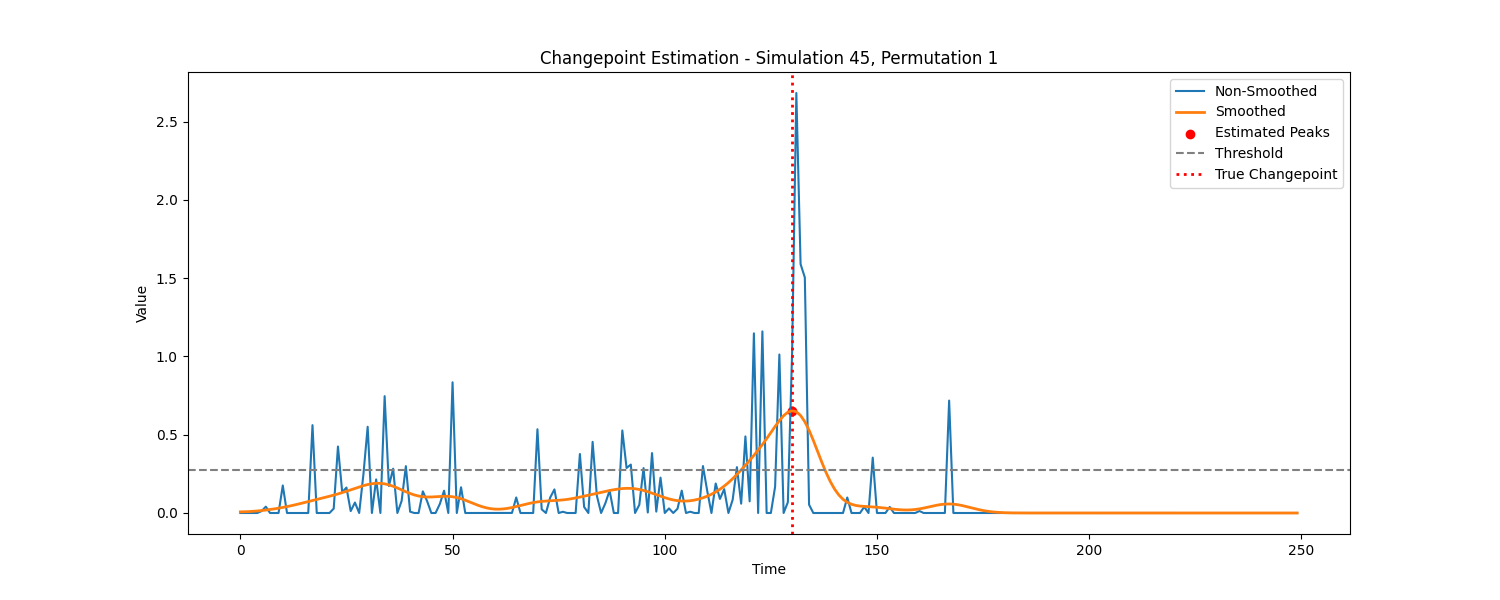 Changepoint Estimation - Simulation 45, Permutation 1
Non-Smoothed
Smoothed
Estimated Peaks
Threshold
True Changepoint
Value
2.5
2.0
1.5
1.0
0.5
0.0
0
50
100
150
200
250
Time